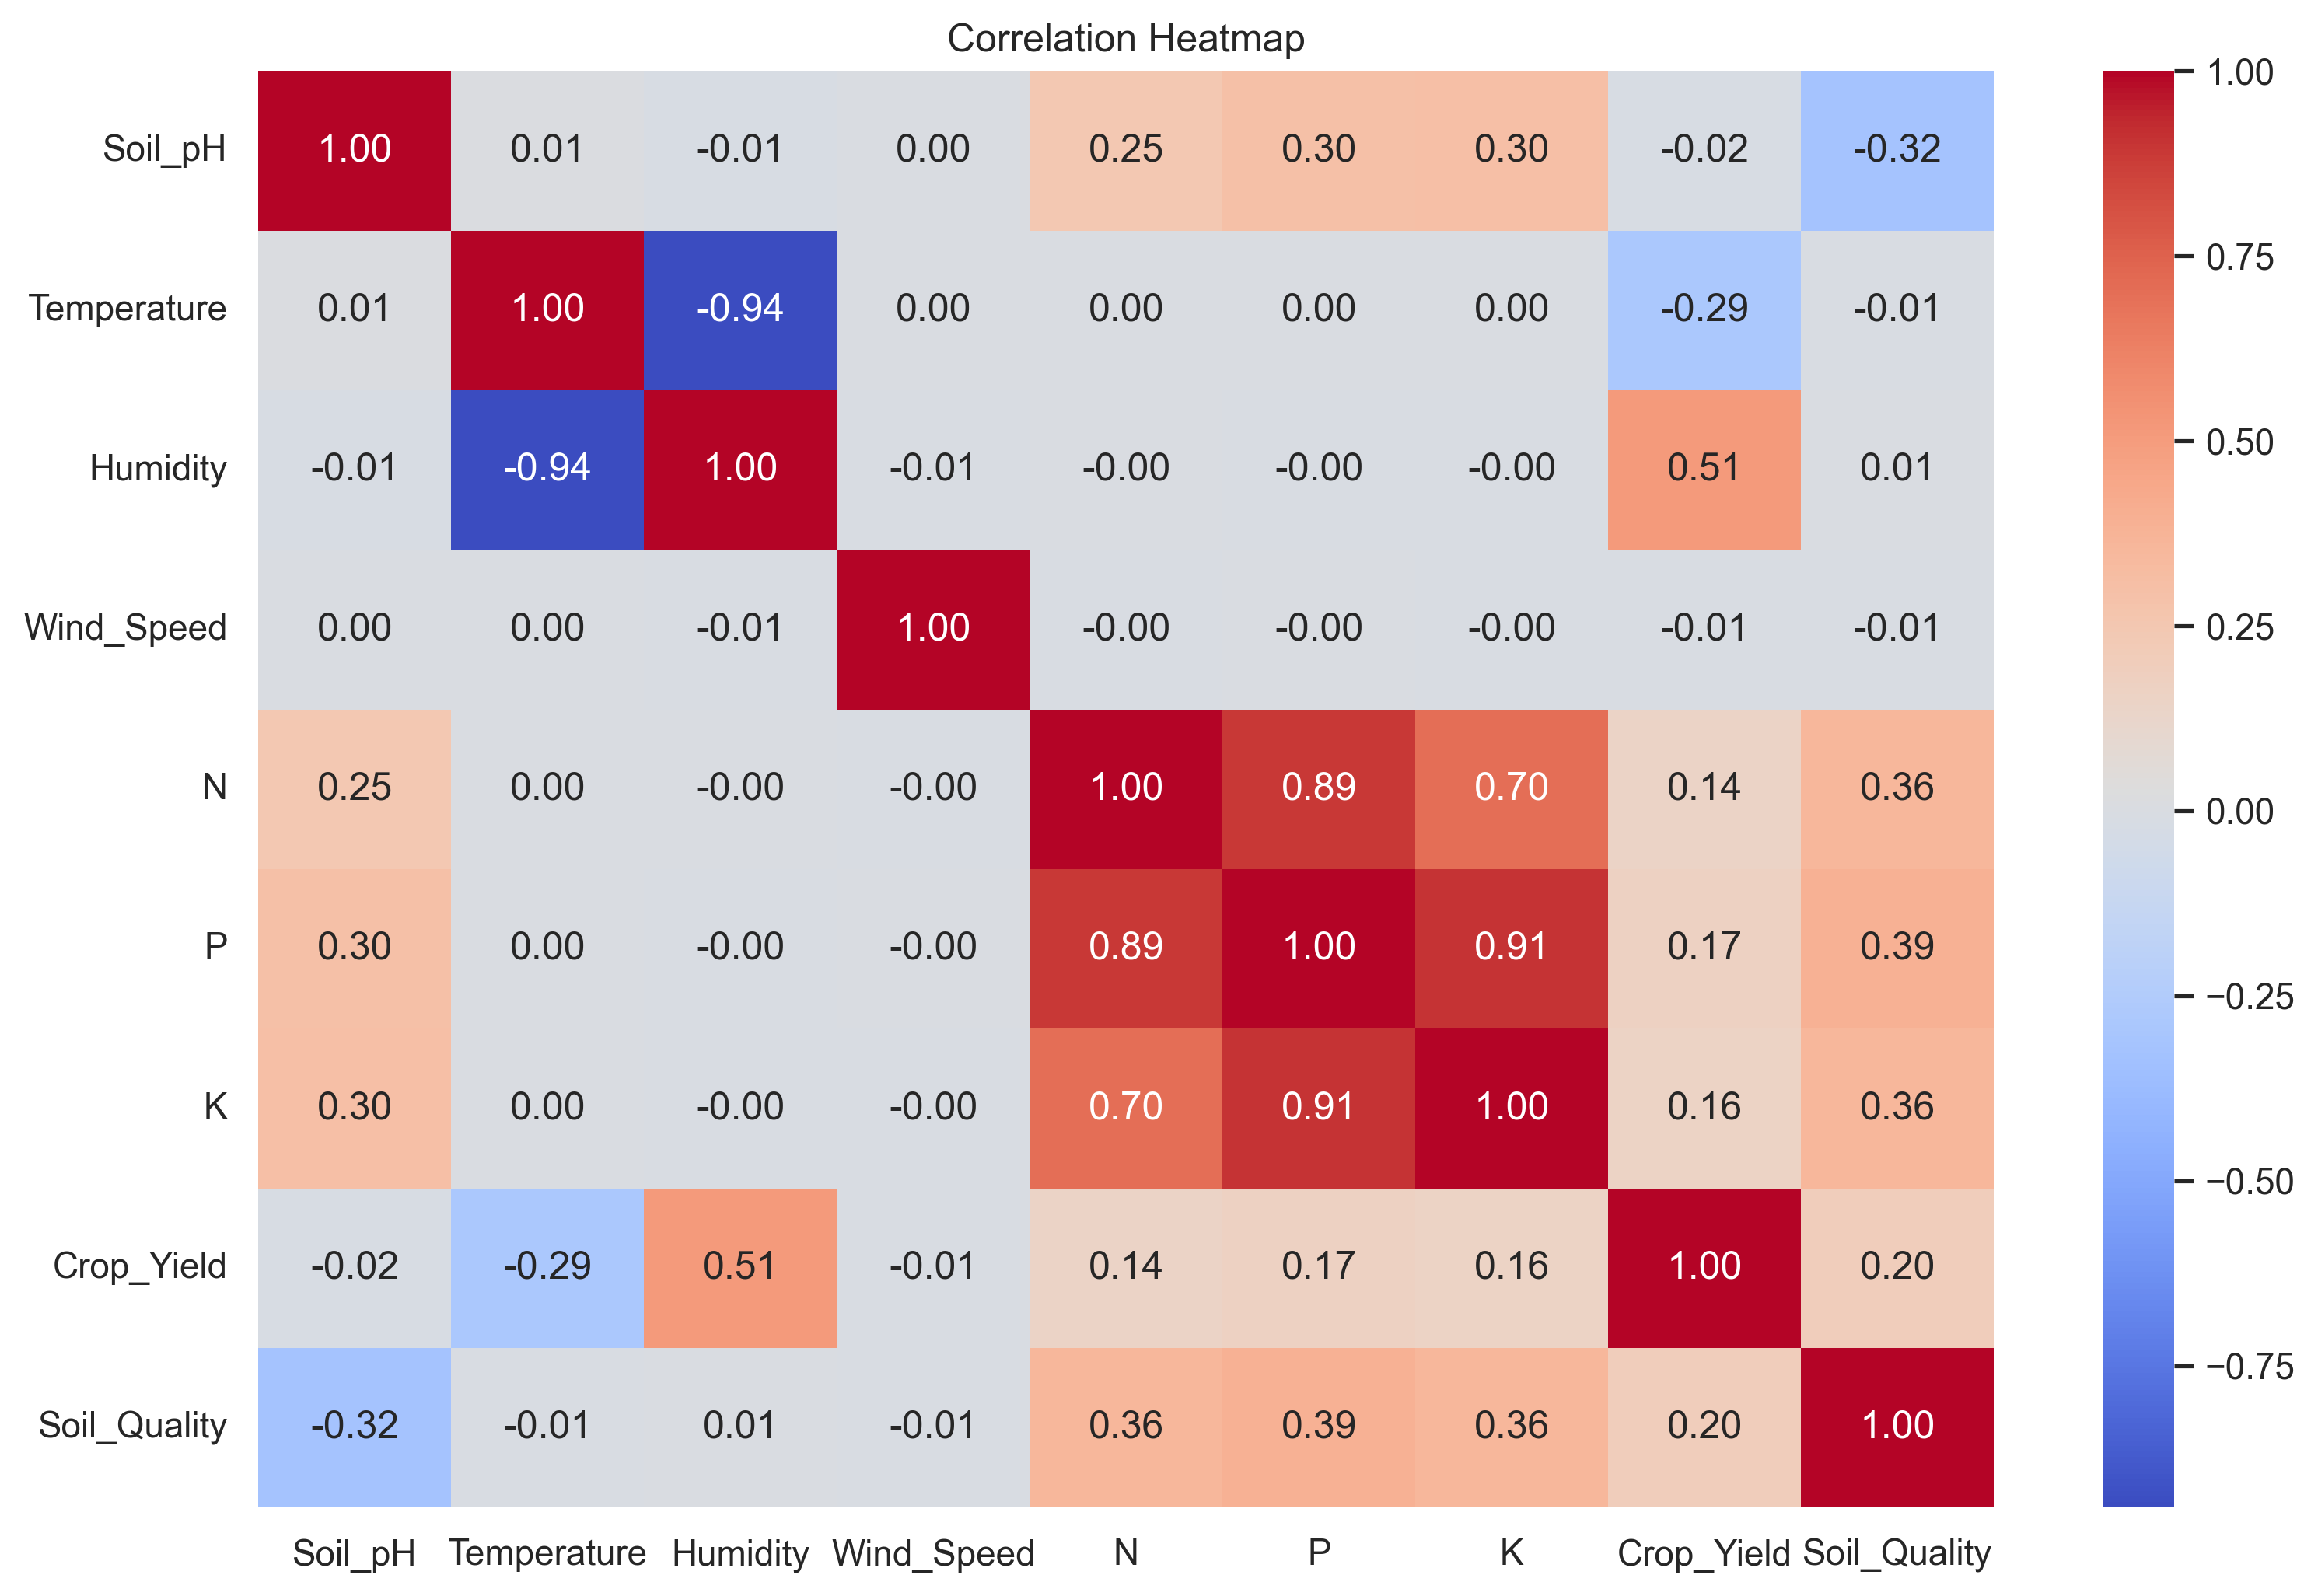 Correlation Heatmap
Soil_pH 1.00 0.01 -0.01 0.00 0.25 0.30 0.30 -0.02 -0.32
Temperature 0.01 1.00 -0.94 0.00 0.00 0.00 0.00 -0.29 -0.01
Humidity -0.01 -0.94 1.00 -0.01 -0.00 -0.00 -0.00 0.51 0.01
Wind_Speed 0.00 0.00 -0.01 1.00 -0.00 -0.00 -0.00 -0.01 -0.01
N 0.25 0.00 -0.00 -0.00 1.00 0.89 0.70 0.14 0.36
P 0.30 0.00 -0.00 -0.00 0.89 1.00 0.91 0.17 0.39
K 0.30 0.00 -0.00 -0.00 0.70 0.91 1.00 0.16 0.36
Crop_Yield -0.02 -0.29 0.51 -0.01 0.14 0.17 0.16 1.00 0.20
Soil_Quality -0.32 -0.01 0.01 -0.01 0.36 0.39 0.36 0.20 1.00
Soil_pH Temperature Humidity Wind_Speed N P K Crop_Yield Soil_Quality
1.00
0.75
0.50
0.25
0.00
−0.25
−0.50
−0.75